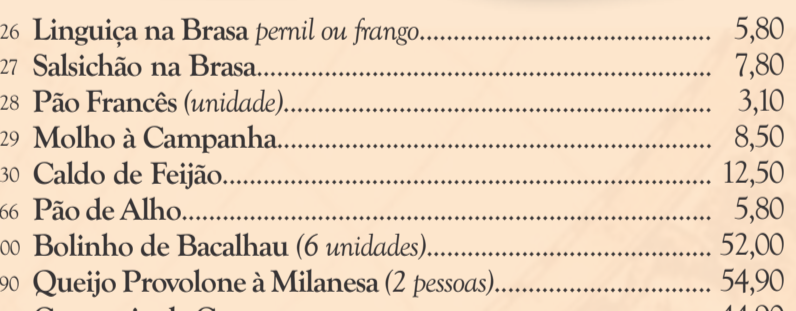 26 Linguiça na Brasa pernil ou frango.......................................................... 5,80
27 Salsichão na Brasa.......................................................................................... 7,80
28 Pão Francês (unidade)..................................................................................... 3,10
29 Molho à Campanha....................................................................................... 8,50
30 Caldo de Feijão................................................................................................. 12,50
66 Pão de Alho........................................................................................................ 5,80
00 Bolinho de Bacalhau (6 unidades)......................................................... 52,00
90 Queijo Provolone à Milanesa (2 pessoas)........................................... 54,90